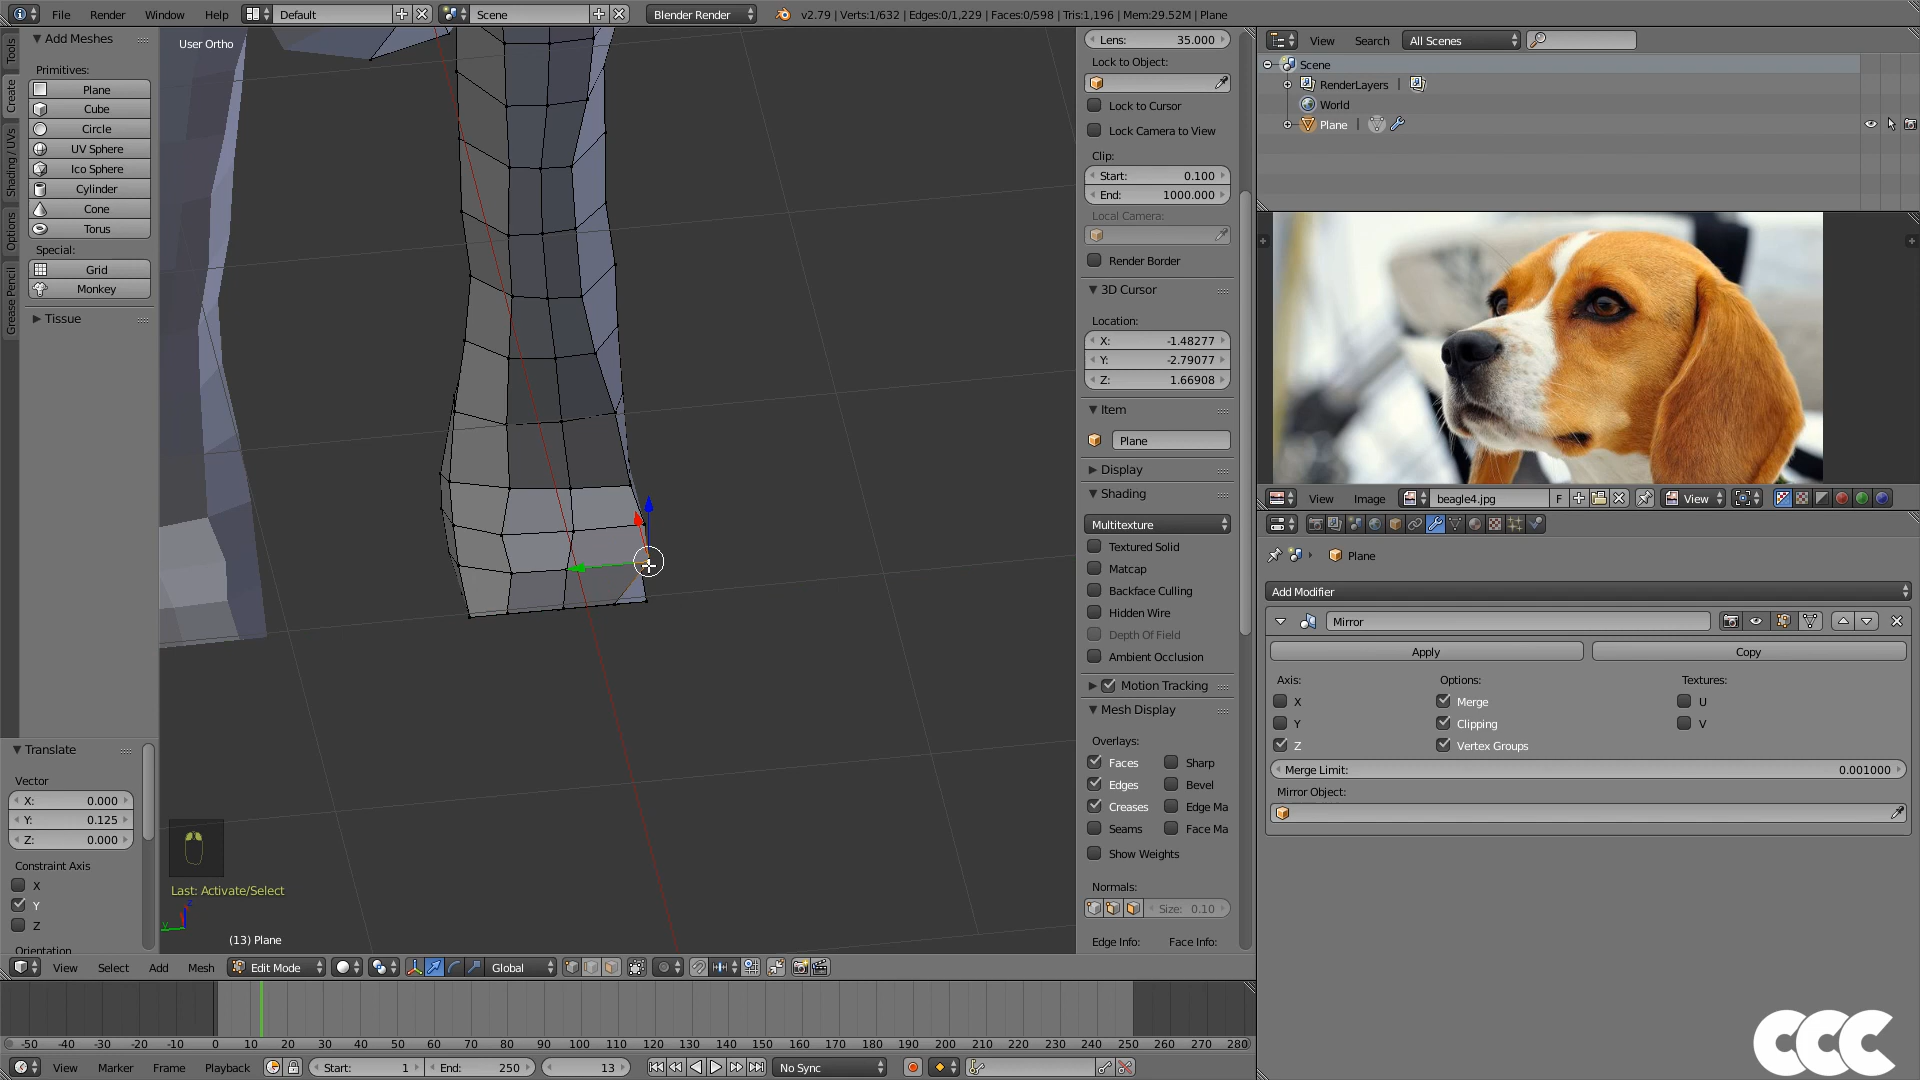 File
Render
Window
Help
Default
Scene
Blender Render
v2.79 | Verts:1/632 | Edges:0/1,229 | Faces:0/598 | Tris:1,196 | Mem:29.52M | Plane
Tools
Create
Shading / UVs
Options
Grease Pencil
Add Meshes
Primitives:
Plane
Cube
Circle
UV Sphere
Ico Sphere
Cylinder
Cone
Torus
Special:
Grid
Monkey
Tissue
Translate
Vector
X: 0.000
Y: 0.125
Z: 0.000
Constraint Axis
X
Y
Z
Orientation
User Ortho
Last: Activate/Select
(13) Plane
Lens: 35.000
Lock to Object:
Lock to Cursor
Lock Camera to View
Clip:
Start: 0.100
End: 1000.000
Local Camera:
Render Border
3D Cursor
Location:
X: -1.48277
Y: -2.79077
Z: 1.66908
Item
Plane
Display
Shading
Multitexture
Textured Solid
Matcap
Backface Culling
Hidden Wire
Depth Of Field
Ambient Occlusion
Motion Tracking
Mesh Display
Overlays:
Faces
Sharp
Edges
Bevel
Creases
Edge Ma
Seams
Face Ma
Show Weights
Normals:
Size: 0.10
Edge Info:
Face Info:
View
Search
All Scenes
Scene
RenderLayers
World
Plane
View
Image
beagle4.jpg
F
View
Plane
Add Modifier
Mirror
Apply
Copy
Axis:
Options:
Textures:
X
Merge
U
Y
Clipping
V
Z
Vertex Groups
Merge Limit: 0.001000
Mirror Object:
View
Select
Add
Mesh
Edit Mode
Global
-50 -40 -30 -20 -10 0 10 20 30 40 50 60 70 80 90 100 110 120 130 140 150 160 170 180 190 200 210 220 230 240 250 260 270 280
View
Marker
Frame
Playback
Start: 1
End: 250
13
No Sync
CCC